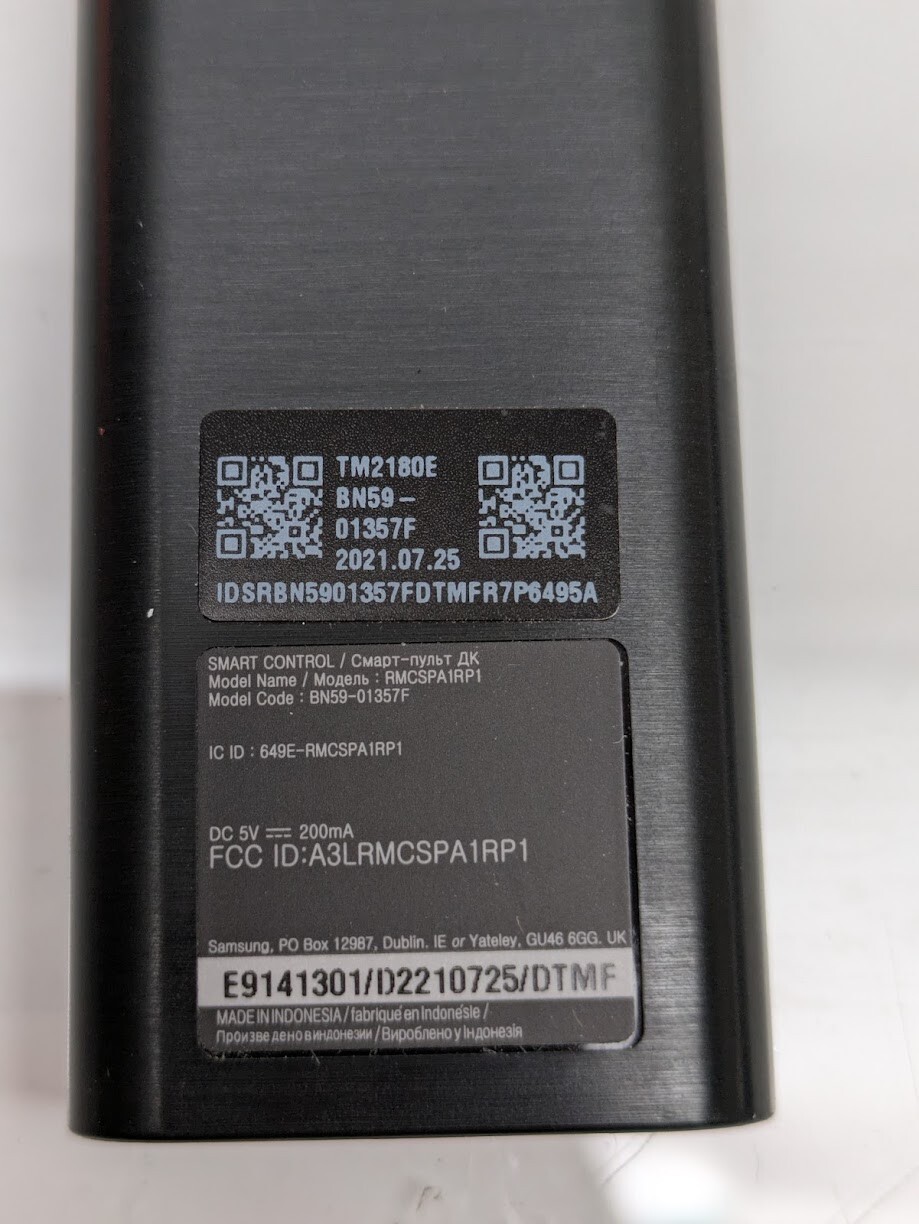 TM2180E
BN59-
01357F
2021.07.25
IDSRBN5901357FDTMFR7P6495A
SMART CONTROL / Смарт-пульт ДК
Model Name / Модель : RMCSPA1RP1
Model Code : BN59-01357F
IC ID : 649E-RMCSPA1RP1
DC 5V ⎓ 200mA
FCC ID:A3LRMCSPA1RP1
Samsung, PO Box 12987, Dublin. IE or Yateley, GU46 6GG. UK
E9141301/D2210725/DTMF
MADE IN INDONESIA / fabriqué en Indonésie /
Произведено в индонезии / Вироблено у Індонезія